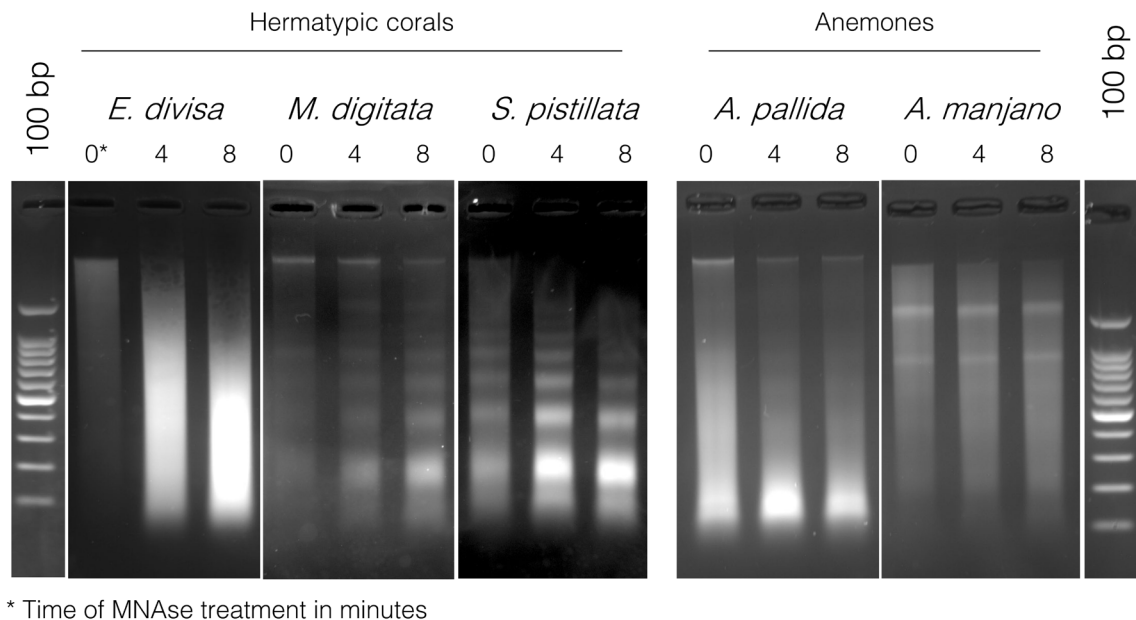 Hermatypic corals
Anemones
100 bp
E. divisa
M. digitata
S. pistillata
A. pallida
A. manjano
100 bp
0* 4 8 0 4 8 0 4 8 0 4 8 0 4 8
* Time of MNAse treatment in minutes